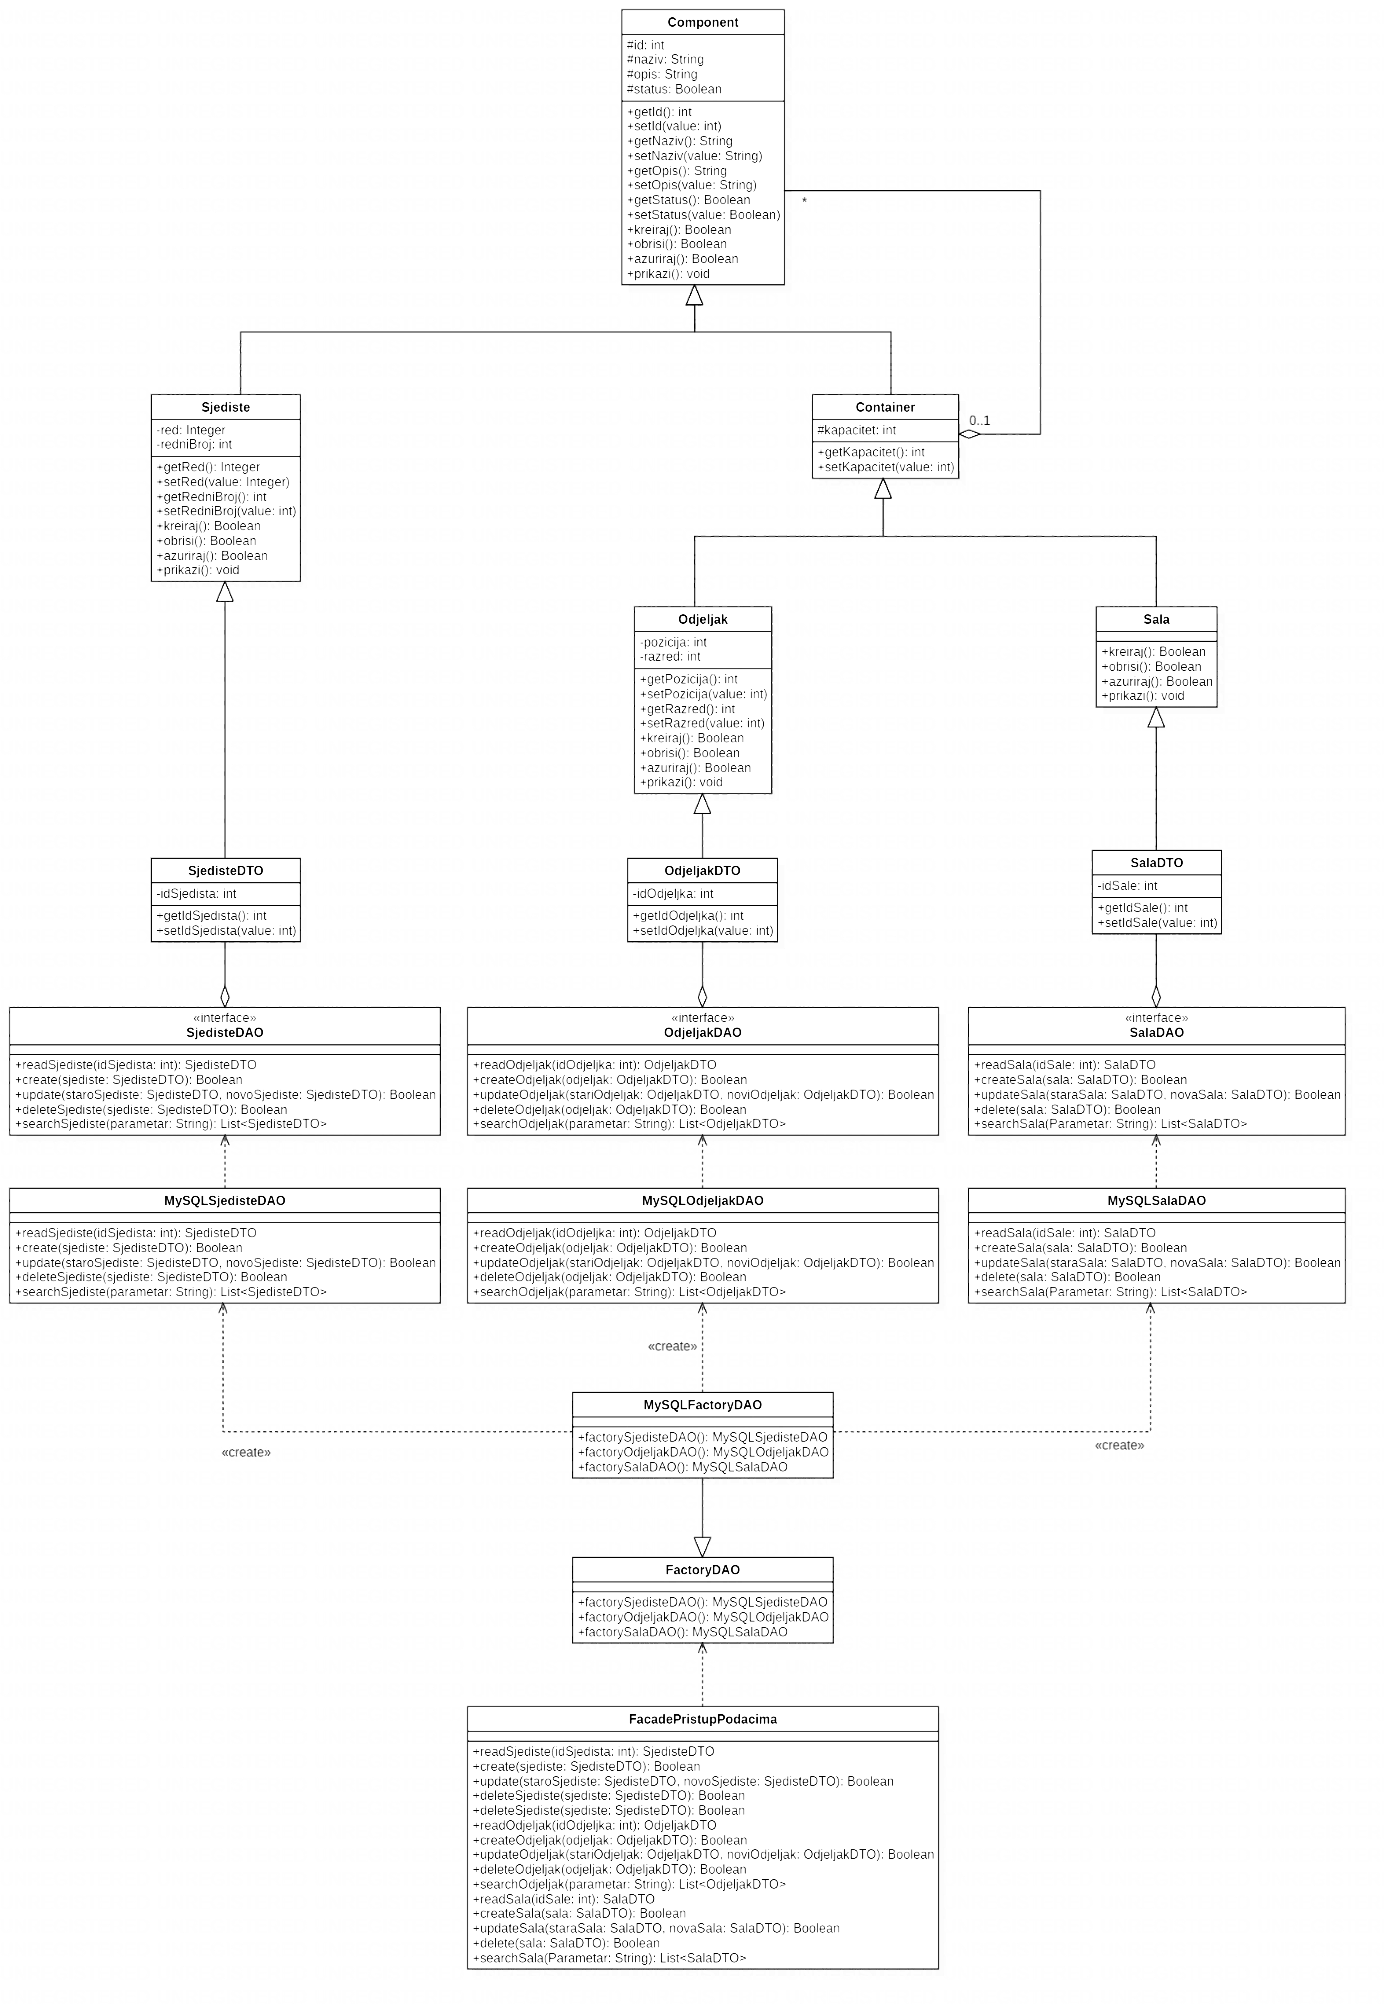 Component
#id: int
#naziv: String
#opis: String
#status: Boolean
+getId(): int
+setId(value: int)
+getNaziv(): String
+setNaziv(value: String)
+getOpis(): String
+setOpis(value: String)
+getStatus(): Boolean
+setStatus(value: Boolean)
+kreiraj(): Boolean
+obrisi(): Boolean
+azuriraj(): Boolean
+prikazi(): void
*
0..1
Sjediste
-red: Integer
-redniBroj: int
+getRed(): Integer
+setRed(value: Integer)
+getRedniBroj(): int
+setRedniBroj(value: int)
+kreiraj(): Boolean
+obrisi(): Boolean
+azuriraj(): Boolean
+prikazi(): void
Container
#kapacitet: int
+getKapacitet(): int
+setKapacitet(value: int)
Odjeljak
-pozicija: int
-razred: int
+getPozicija(): int
+setPozicija(value: int)
+getRazred(): int
+setRazred(value: int)
+kreiraj(): Boolean
+obrisi(): Boolean
+azuriraj(): Boolean
+prikazi(): void
Sala
+kreiraj(): Boolean
+obrisi(): Boolean
+azuriraj(): Boolean
+prikazi(): void
SjedisteDTO
-idSjedista: int
+getIdSjedista(): int
+setIdSjedista(value: int)
OdjeljakDTO
-idOdjeljka: int
+getIdOdjeljka(): int
+setIdOdjeljka(value: int)
SalaDTO
-idSale: int
+getIdSale(): int
+setIdSale(value: int)
«interface»
SjedisteDAO
+readSjediste(idSjedista: int): SjedisteDTO
+create(sjediste: SjedisteDTO): Boolean
+update(staroSjediste: SjedisteDTO, novoSjediste: SjedisteDTO): Boolean
+deleteSjediste(sjediste: SjedisteDTO): Boolean
+searchSjediste(parametar: String): List<SjedisteDTO>
«interface»
OdjeljakDAO
+readOdjeljak(idOdjeljka: int): OdjeljakDTO
+createOdjeljak(odjeljak: OdjeljakDTO): Boolean
+updateOdjeljak(stariOdjeljak: OdjeljakDTO, noviOdjeljak: OdjeljakDTO): Boolean
+deleteOdjeljak(odjeljak: OdjeljakDTO): Boolean
+searchOdjeljak(parametar: String): List<OdjeljakDTO>
«interface»
SalaDAO
+readSala(idSale: int): SalaDTO
+createSala(sala: SalaDTO): Boolean
+updateSala(staraSala: SalaDTO, novaSala: SalaDTO): Boolean
+delete(sala: SalaDTO): Boolean
+searchSala(Parametar: String): List<SalaDTO>
MySQLSjedisteDAO
+readSjediste(idSjedista: int): SjedisteDTO
+create(sjediste: SjedisteDTO): Boolean
+update(staroSjediste: SjedisteDTO, novoSjediste: SjedisteDTO): Boolean
+deleteSjediste(sjediste: SjedisteDTO): Boolean
+searchSjediste(parametar: String): List<SjedisteDTO>
MySQLOdjeljakDAO
+readOdjeljak(idOdjeljka: int): OdjeljakDTO
+createOdjeljak(odjeljak: OdjeljakDTO): Boolean
+updateOdjeljak(stariOdjeljak: OdjeljakDTO, noviOdjeljak: OdjeljakDTO): Boolean
+deleteOdjeljak(odjeljak: OdjeljakDTO): Boolean
+searchOdjeljak(parametar: String): List<OdjeljakDTO>
MySQLSalaDAO
+readSala(idSale: int): SalaDTO
+createSala(sala: SalaDTO): Boolean
+updateSala(staraSala: SalaDTO, novaSala: SalaDTO): Boolean
+delete(sala: SalaDTO): Boolean
+searchSala(Parametar: String): List<SalaDTO>
«create»
«create»
«create»
MySQLFactoryDAO
+factorySjedisteDAO(): MySQLSjedisteDAO
+factoryOdjeljakDAO(): MySQLOdjeljakDAO
+factorySalaDAO(): MySQLSalaDAO
FactoryDAO
+factorySjedisteDAO(): MySQLSjedisteDAO
+factoryOdjeljakDAO(): MySQLOdjeljakDAO
+factorySalaDAO(): MySQLSalaDAO
FacadePristupPodacima
+readSjediste(idSjedista: int): SjedisteDTO
+create(sjediste: SjedisteDTO): Boolean
+update(staroSjediste: SjedisteDTO, novoSjediste: SjedisteDTO): Boolean
+deleteSjediste(sjediste: SjedisteDTO): Boolean
+deleteSjediste(sjediste: SjedisteDTO): Boolean
+readOdjeljak(idOdjeljka: int): OdjeljakDTO
+createOdjeljak(odjeljak: OdjeljakDTO): Boolean
+updateOdjeljak(stariOdjeljak: OdjeljakDTO, noviOdjeljak: OdjeljakDTO): Boolean
+deleteOdjeljak(odjeljak: OdjeljakDTO): Boolean
+searchOdjeljak(parametar: String): List<OdjeljakDTO>
+readSala(idSale: int): SalaDTO
+createSala(sala: SalaDTO): Boolean
+updateSala(staraSala: SalaDTO, novaSala: SalaDTO): Boolean
+delete(sala: SalaDTO): Boolean
+searchSala(Parametar: String): List<SalaDTO>